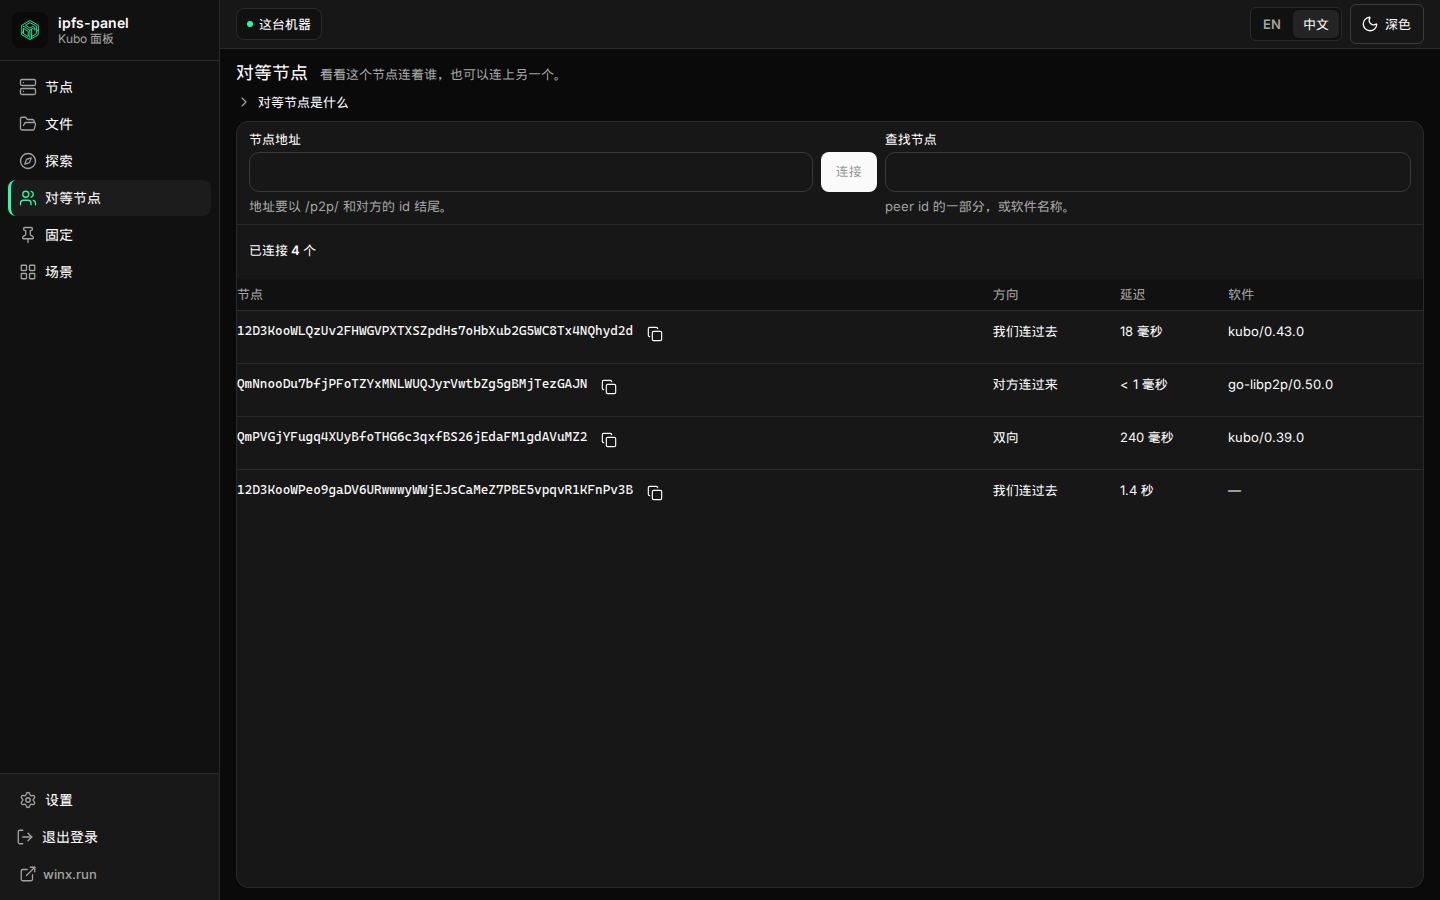 ipfs-panel
Kubo 面板
节点
文件
探索
对等节点
固定
场景
设置
退出登录
winx.run
这台机器
EN
中文
深色
对等节点 看看这个节点连着谁，也可以连上另一个。
对等节点是什么
节点地址
连接
地址要以 /p2p/ 和对方的 id 结尾。
查找节点
peer id 的一部分，或软件名称。
已连接 4 个
节点 方向 延迟 软件
12D3KooWLQzUv2FHWGVPXTXSZpdHs7oHbXub2G5WC8Tx4NQhyd2d 我们连过去 18 毫秒 kubo/0.43.0
QmNnooDu7bfjPFoTZYxMNLWUQJyrVwtbZg5gBMjTezGAJN 对方连过来 < 1 毫秒 go-libp2p/0.50.0
QmPVGjYFugq4XUyBfoTHG6c3qxfBS26jEdaFM1gdAVuMZ2 双向 240 毫秒 kubo/0.39.0
12D3KooWPeo9gaDV6URwwwyWWjEJsCaMeZ7PBE5vpqvR1KFnPv3B 我们连过去 1.4 秒 —